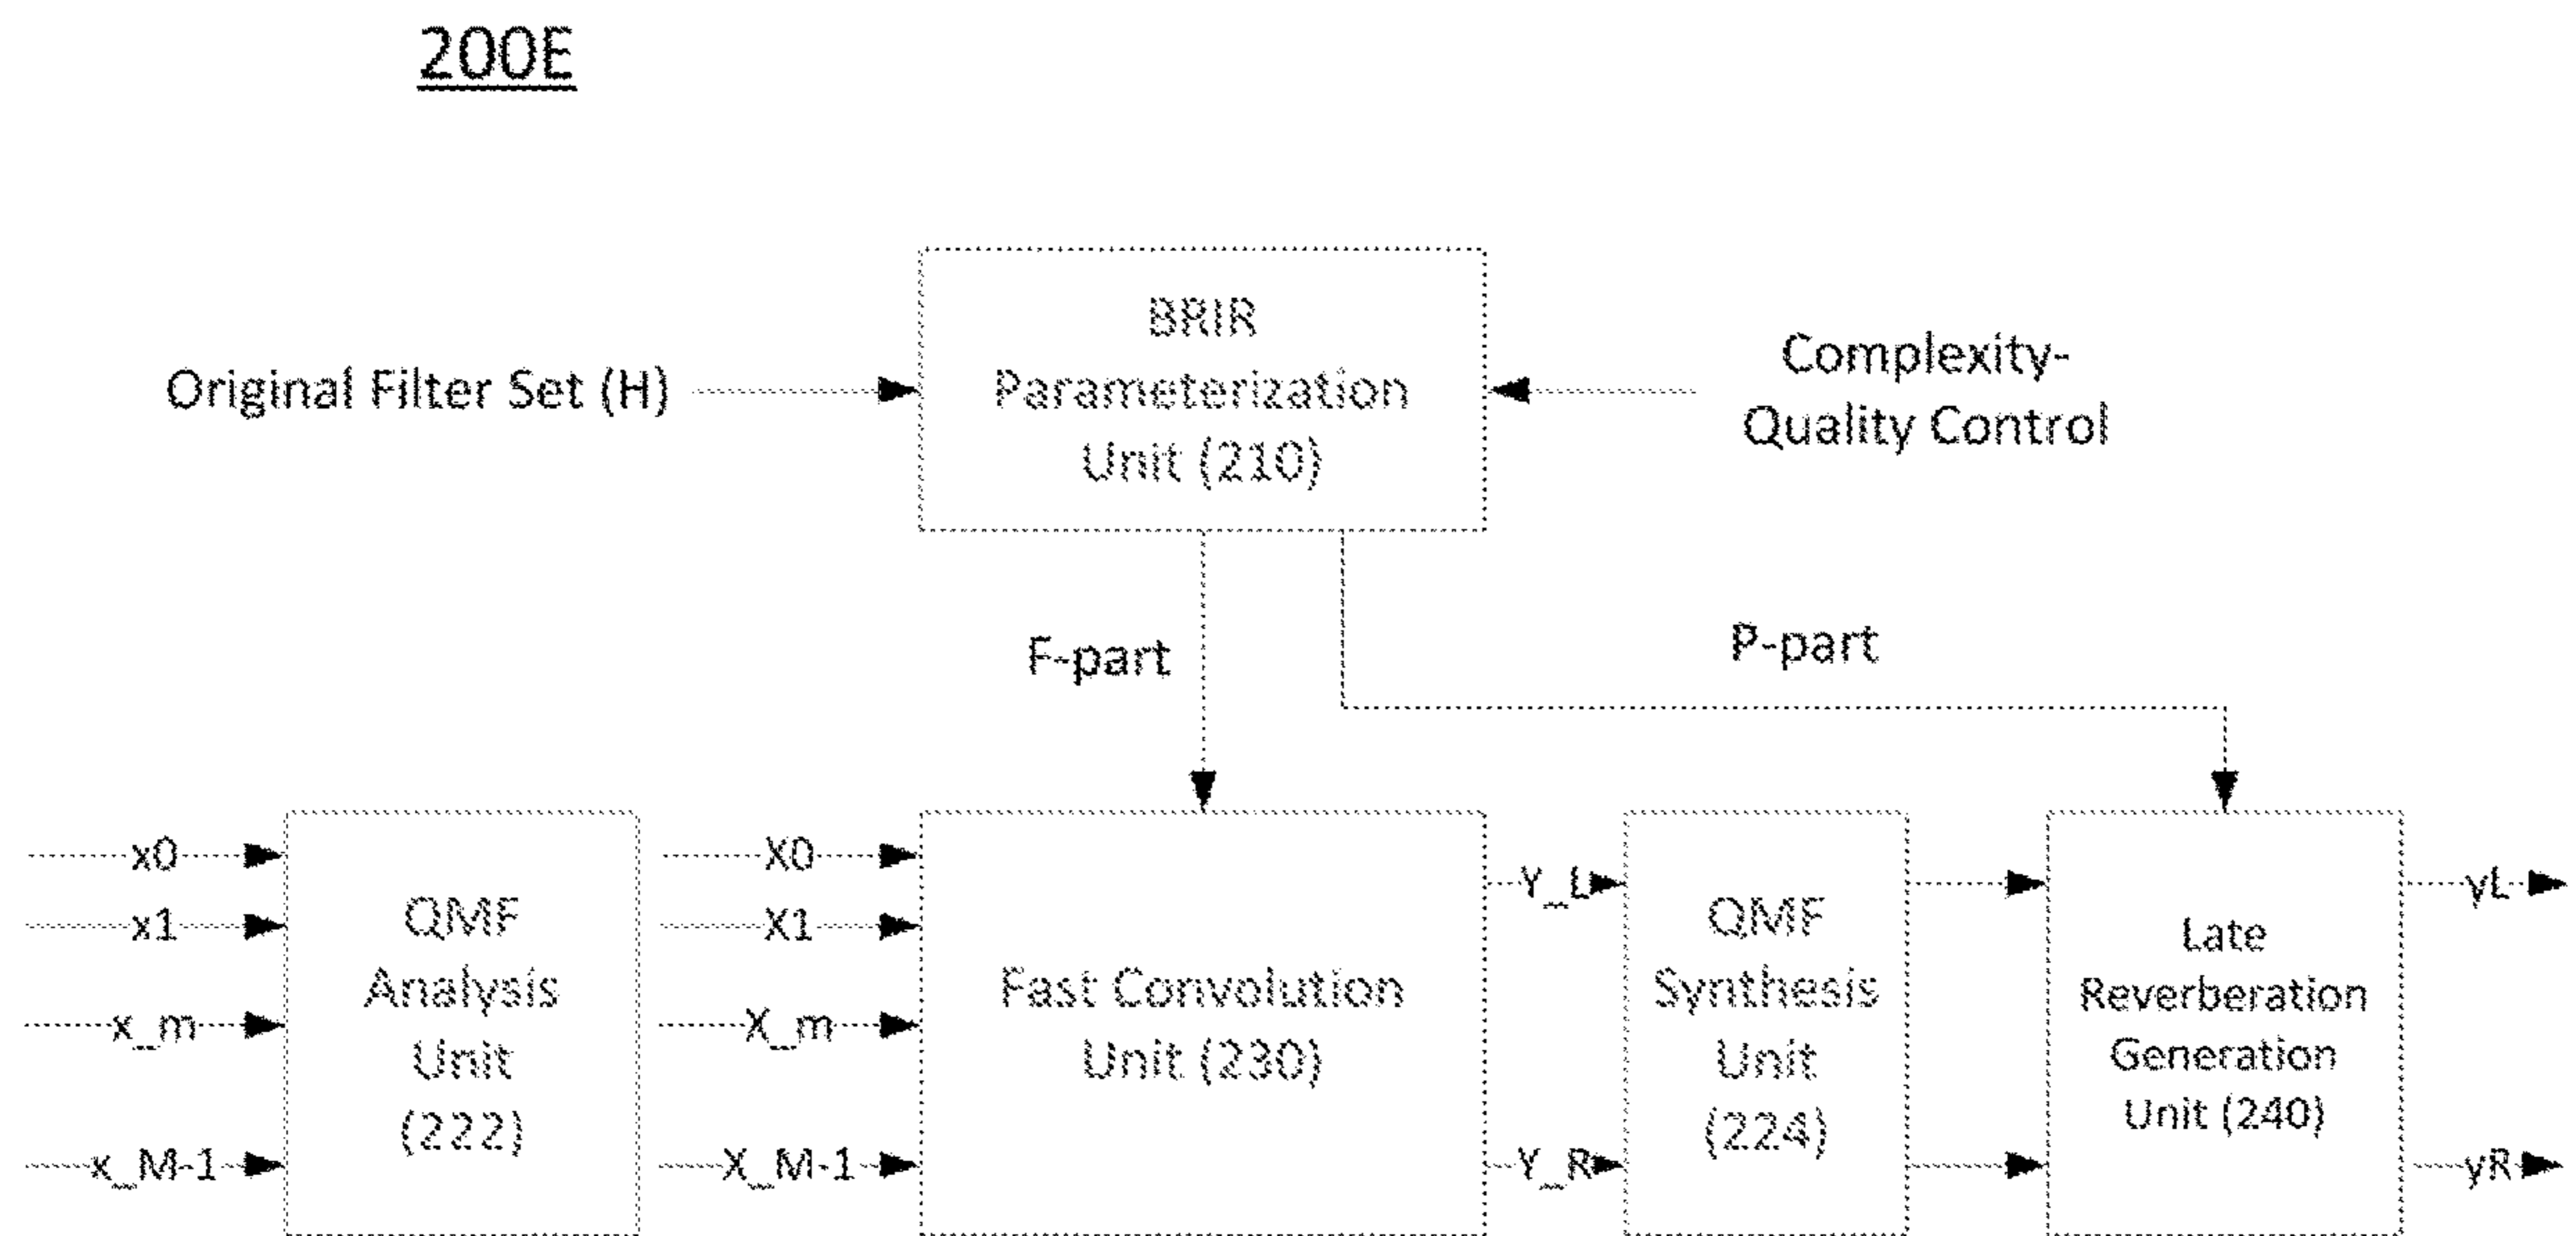 200E
BRIR
Parameterization
Unit (210)
Original Filter Set (H)
Complexity-
Quality Control
F-part
P-part
x0
x1
x_m
x_M-1
QMF
Analysis
Unit
(222)
X0
X1
X_m
X_M-1
Fast Convolution
Unit (230)
Y_L
Y_R
QMF
Synthesis
Unit
(224)
Late
Reverberation
Generation
Unit (240)
yL
yR